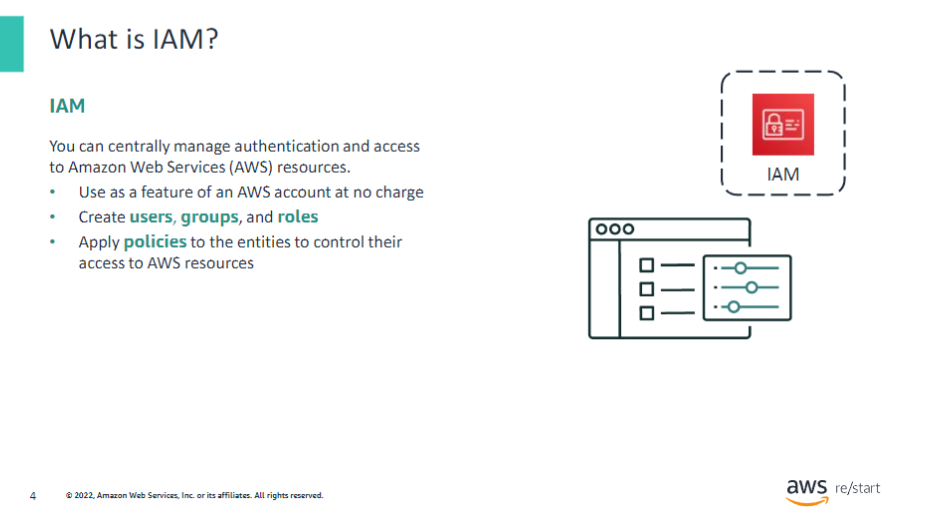 What is IAM?
IAM
You can centrally manage authentication and access
to Amazon Web Services (AWS) resources.
• Use as a feature of an AWS account at no charge
• Create users, groups, and roles
• Apply policies to the entities to control their
access to AWS resources
IAM
4
© 2022, Amazon Web Services, Inc. or its affiliates. All rights reserved.
aws re/start